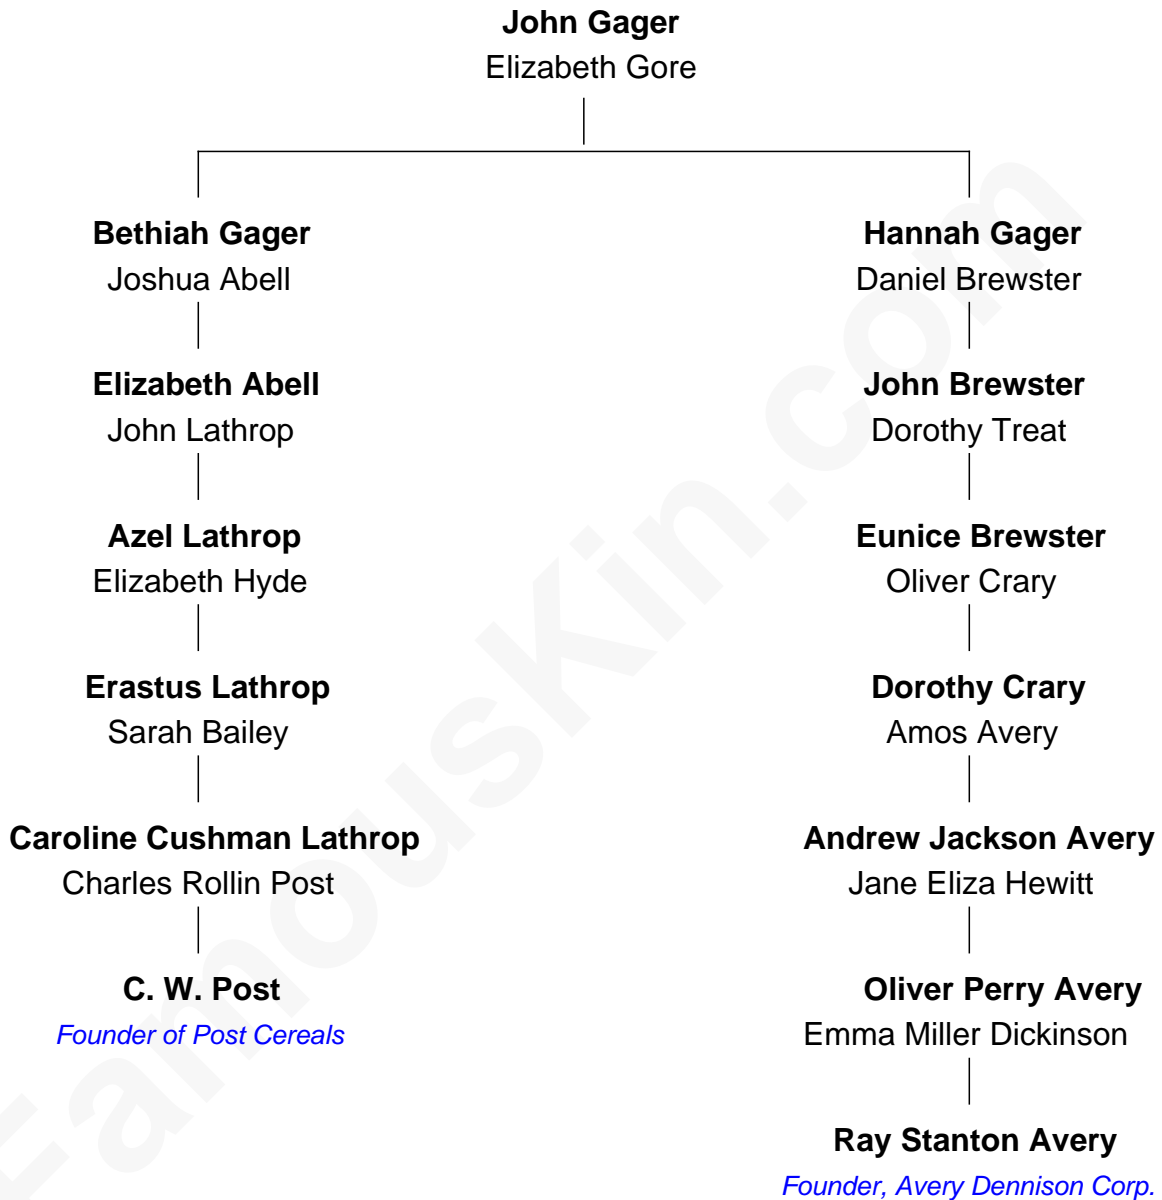 John Gager
Elizabeth Gore
Bethiah Gager
Joshua Abell
Hannah Gager
Daniel Brewster
Elizabeth Abell
John Lathrop
John Brewster
Dorothy Treat
Azel Lathrop
Elizabeth Hyde
Eunice Brewster
Oliver Crary
Erastus Lathrop
Sarah Bailey
Dorothy Crary
Amos Avery
Caroline Cushman Lathrop
Charles Rollin Post
Andrew Jackson Avery
Jane Eliza Hewitt
C. W. Post
Founder of Post Cereals
Oliver Perry Avery
Emma Miller Dickinson
Ray Stanton Avery
Founder, Avery Dennison Corp.
FamousKin.com